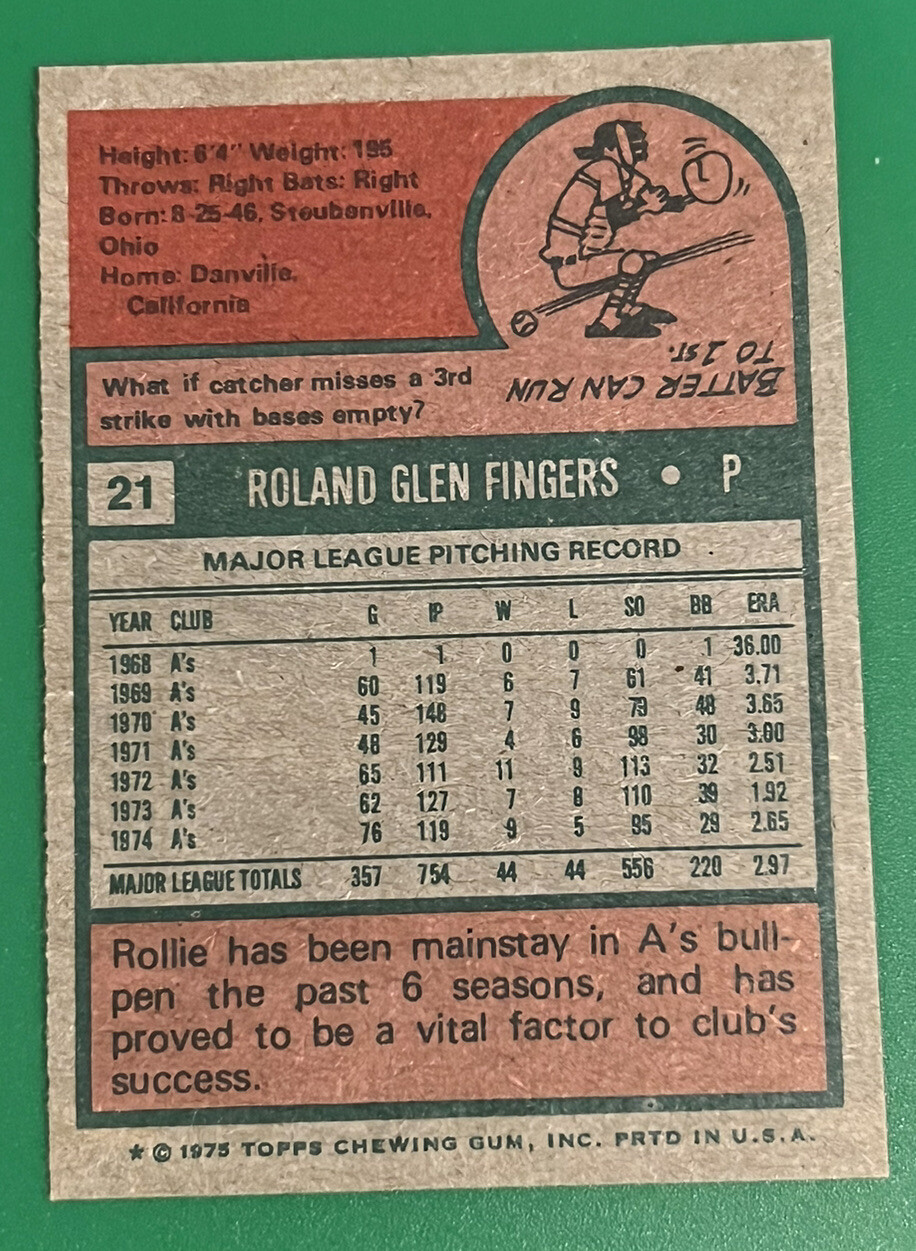 Height: 6'4" Weight: 195
Throws: Right Bats: Right
Born: 8-25-46, Steubenville,
Ohio
Home: Danville,
California
L
BATTER CAN RUN
TO 1ST.
What if catcher misses a 3rd
strike with bases empty?
21 ROLAND GLEN FINGERS • P
MAJOR LEAGUE PITCHING RECORD
YEAR CLUB G IP W L SO BB ERA
1968 A's 1 1 0 0 0 1 36.00
1969 A's 60 119 6 7 61 41 3.71
1970 A's 45 148 7 9 79 48 3.65
1971 A's 48 129 4 6 98 30 3.00
1972 A's 65 111 11 9 113 32 2.51
1973 A's 62 127 7 8 110 39 1.92
1974 A's 76 119 9 5 95 29 2.65
MAJOR LEAGUE TOTALS 357 754 44 44 556 220 2.97
Rollie has been mainstay in A's bull-
pen the past 6 seasons, and has
proved to be a vital factor to club's
success.
* © 1975 TOPPS CHEWING GUM, INC. PRTD IN U.S.A.